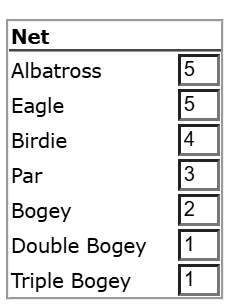 Net
Albatross 5
Eagle 5
Birdie 4
Par 3
Bogey 2
Double Bogey 1
Triple Bogey 1